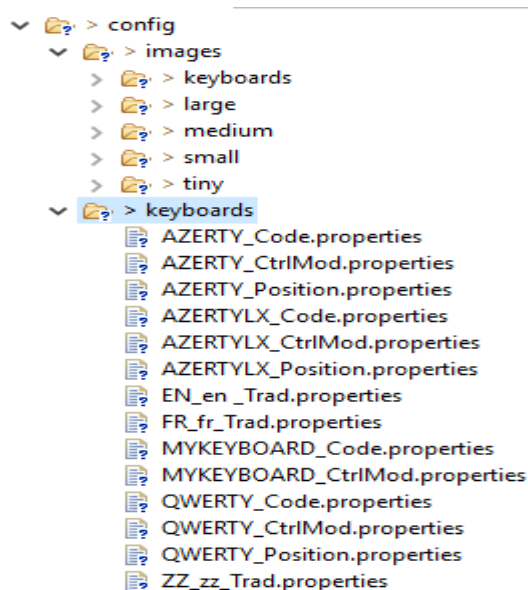 > config
> images
> keyboards
> large
> medium
> small
> tiny
> keyboards
AZERTY_Code.properties
AZERTY_CtrlMod.properties
AZERTY_Position.properties
AZERTYLX_Code.properties
AZERTYLX_CtrlMod.properties
AZERTYLX_Position.properties
EN_en _Trad.properties
FR_fr_Trad.properties
MYKEYBOARD_Code.properties
MYKEYBOARD_CtrlMod.properties
QWERTY_Code.properties
QWERTY_CtrlMod.properties
QWERTY_Position.properties
ZZ_zz_Trad.properties